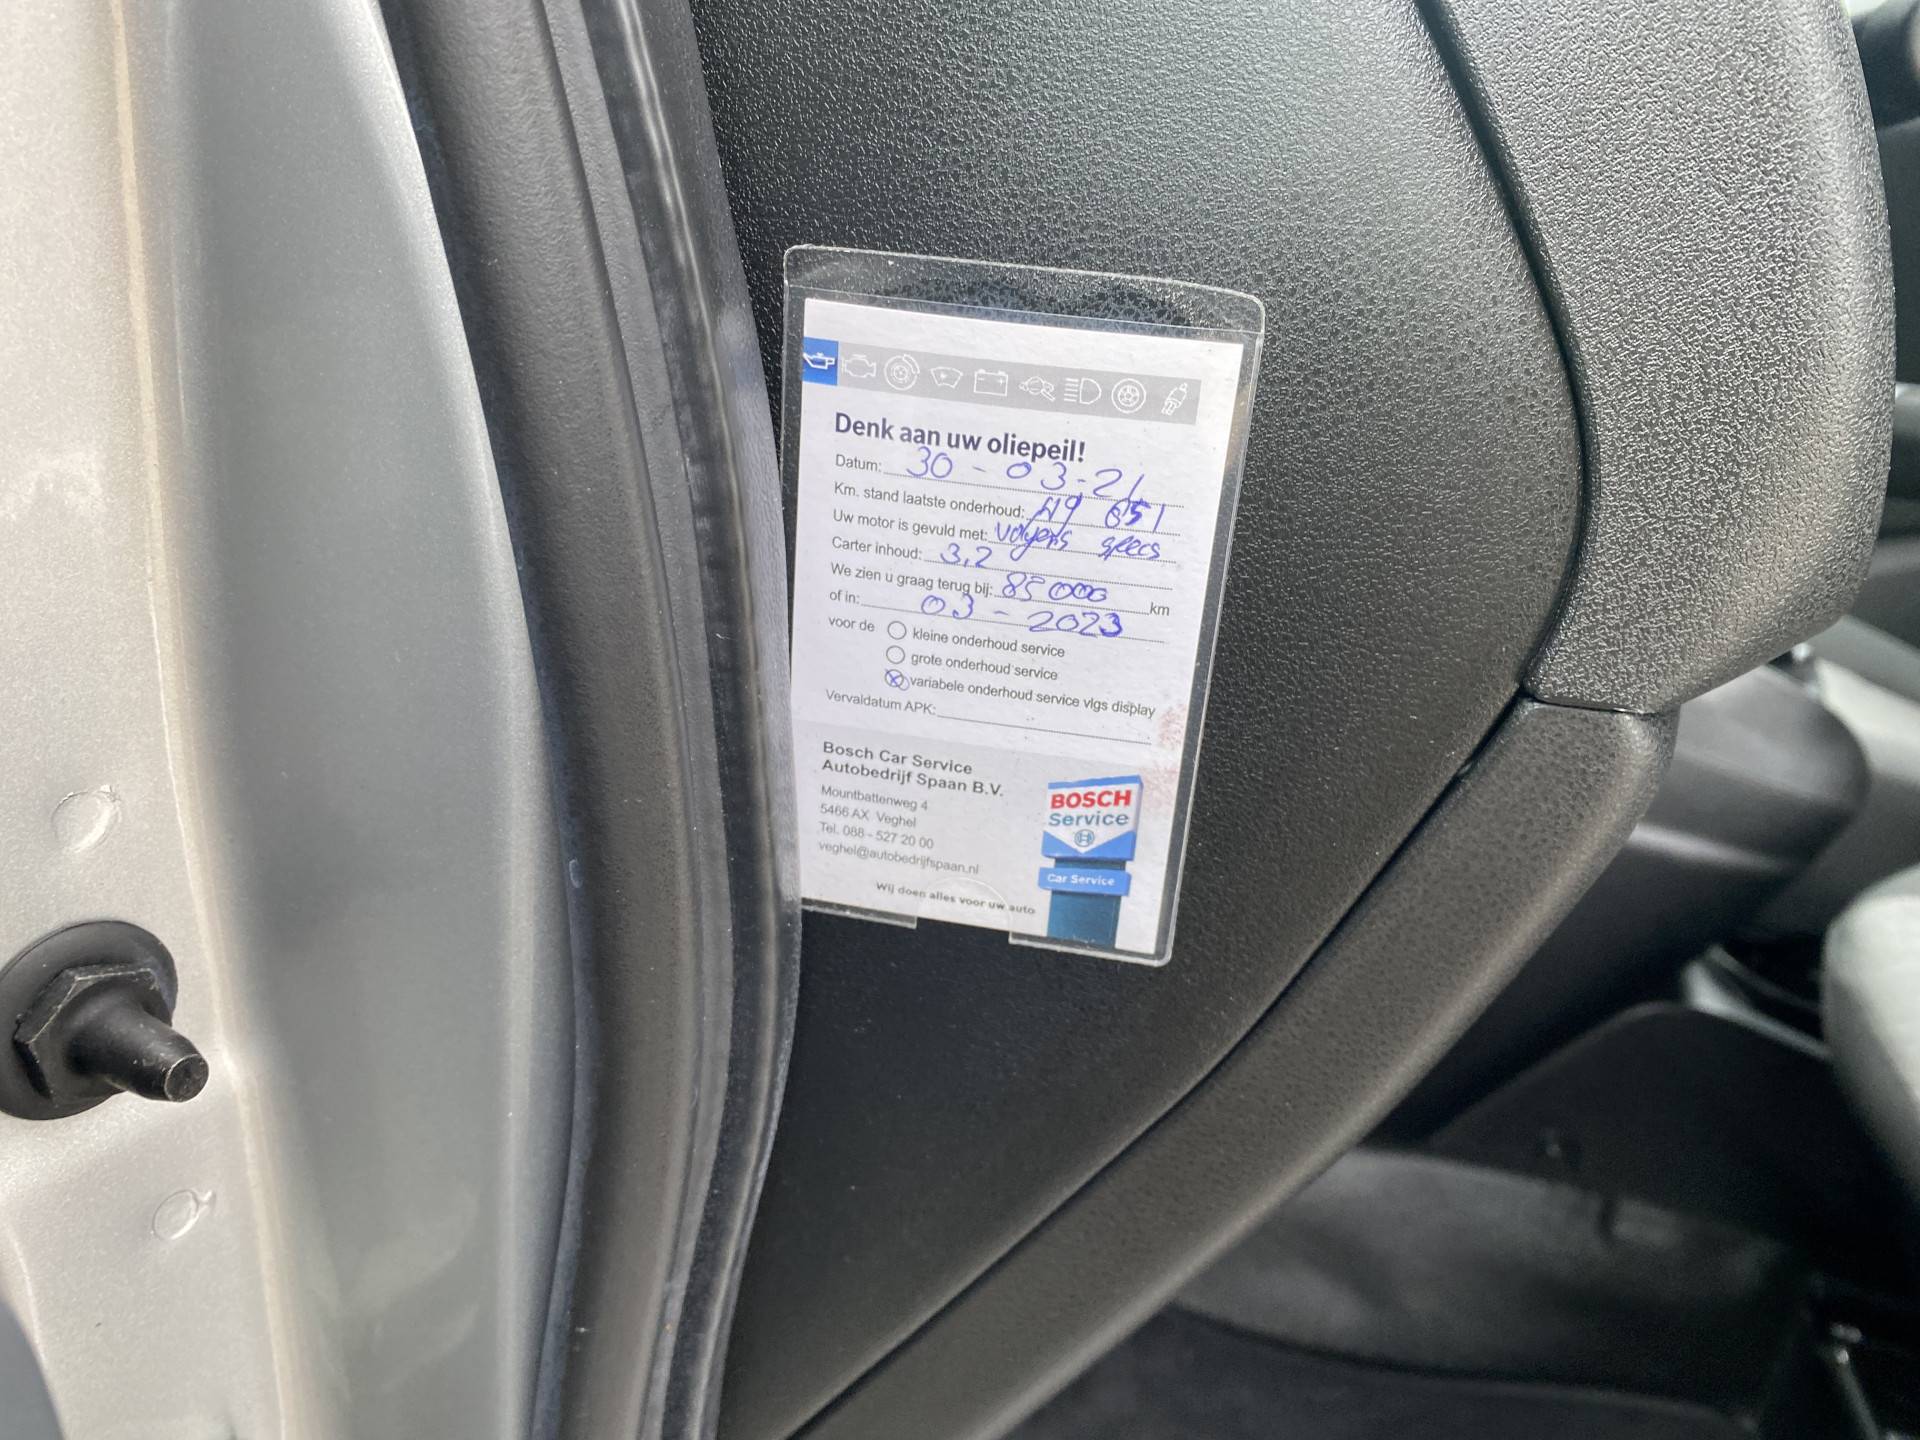 Denk aan uw oliepeil!
Datum: 30 - 03 - 21
Km. stand laatste onderhoud: 651
Uw motor is gevuld met: volgens specs
Carter inhoud: 3,2
We zien u graag terug bij: 85000 km
of in: 03 - 2023
voor de kleine onderhoud service
grote onderhoud service
variabele onderhoud service vlgs display
Vervaldatum APK:
Bosch Car Service
Autobedrijf Spaan B.V.
Mountbattenweg 4
5466 AX Veghel
Tel. 088 - 527 20 00
veghel@autobedrijfspaan.nl
Wij doen alles voor uw auto
BOSCH
Service
Car Service